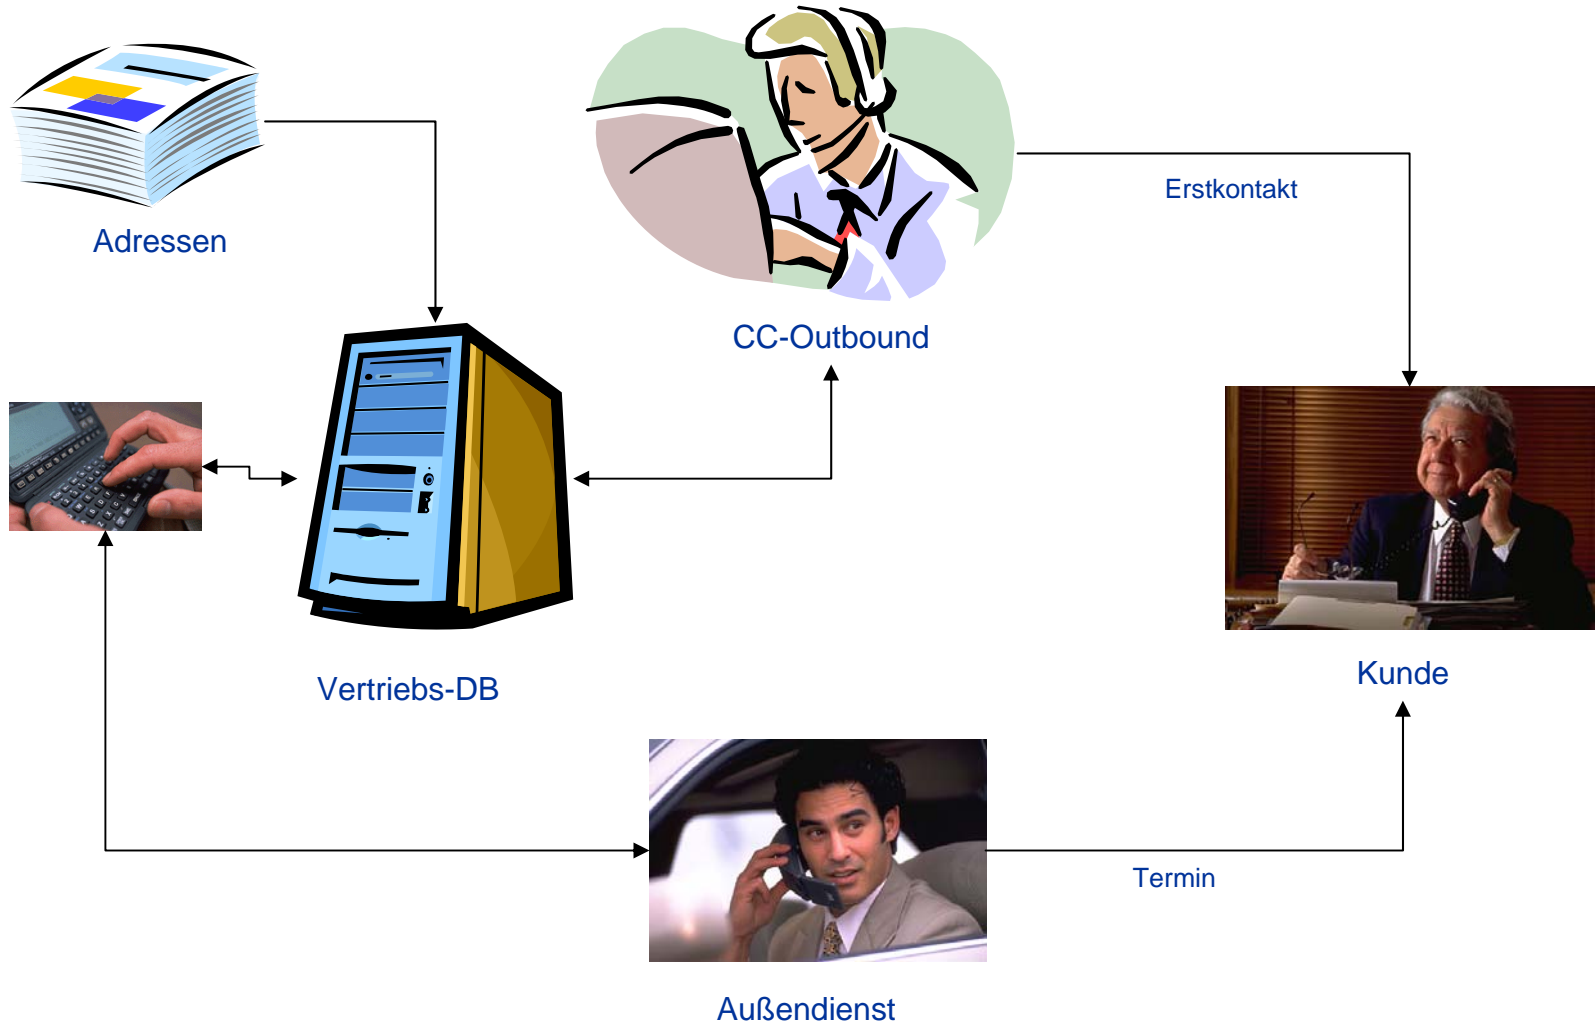 Adressen
Erstkontakt
CC-Outbound
Vertriebs-DB
Kunde
Termin
Außendienst